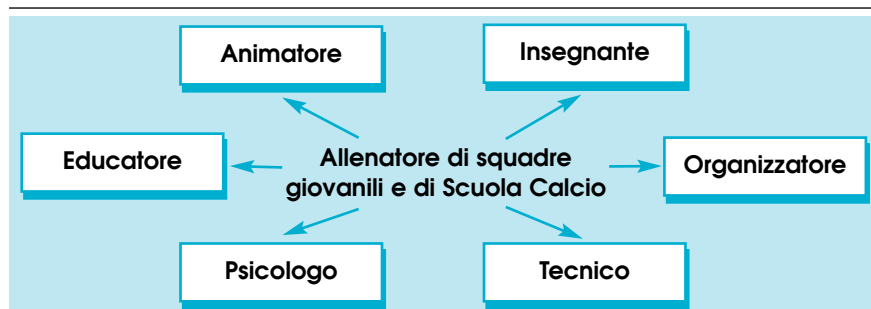 Animatore
Insegnante
Educatore
Allenatore di squadre
giovanili e di Scuola Calcio
Organizzatore
Psicologo
Tecnico